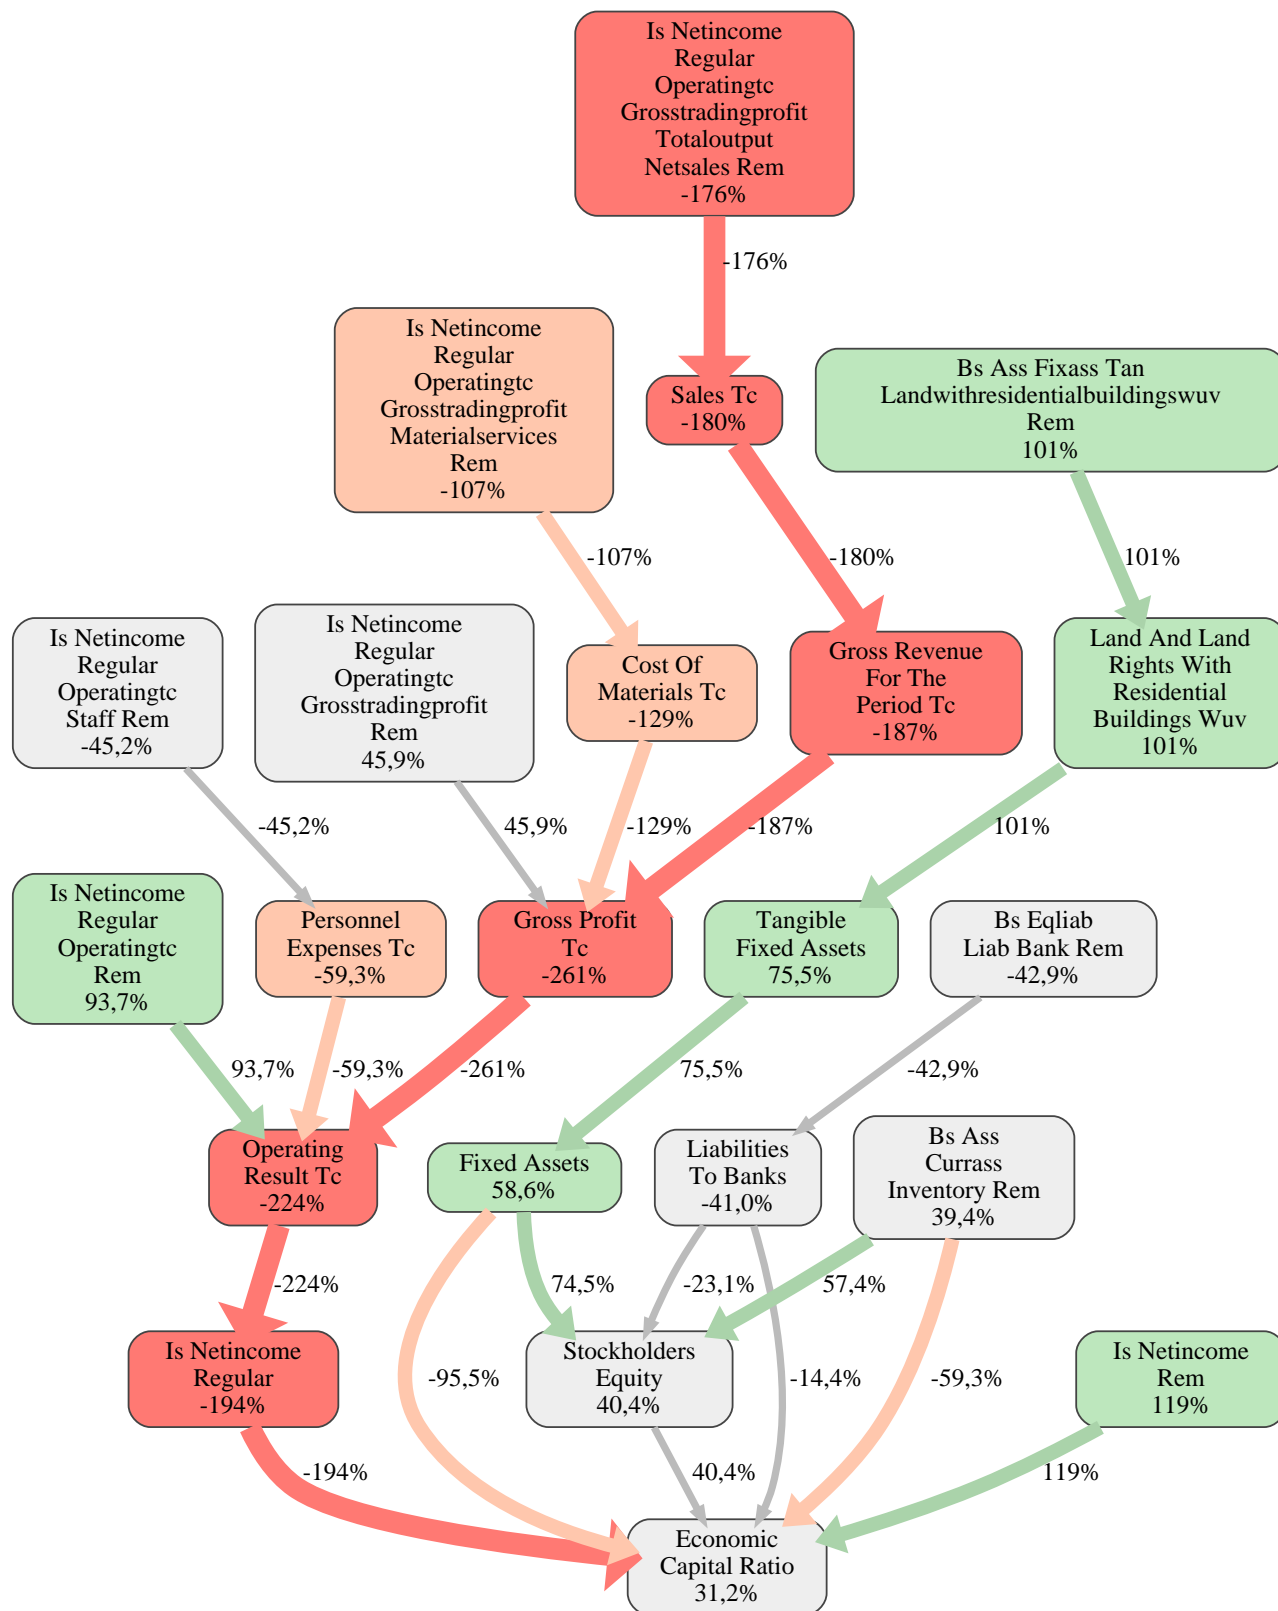 Is Netincome
Regular
Operatingtc
Grosstradingprofit
Totaloutput
Netsales Rem
-176%
-176%
Is Netincome
Regular
Operatingtc
Grosstradingprofit
Materialservices
Rem
-107%
Sales Tc
-180%
Bs Ass Fixass Tan
Landwithresidentialbuildingswuv
Rem
101%
-107%
-180%
101%
Is Netincome
Regular
Operatingtc
Staff Rem
-45,2%
Is Netincome
Regular
Operatingtc
Grosstradingprofit
Rem
45,9%
Cost Of
Materials Tc
-129%
Gross Revenue
For The
Period Tc
-187%
Land And Land
Rights With
Residential
Buildings Wuv
101%
-45,2%
45,9%
-129%
-187%
101%
Is Netincome
Regular
Operatingtc
Rem
93,7%
Personnel
Expenses Tc
-59,3%
Gross Profit
Tc
-261%
Tangible
Fixed Assets
75,5%
Bs Eqliab
Liab Bank Rem
-42,9%
93,7%
-59,3%
-261%
75,5%
-42,9%
Operating
Result Tc
-224%
Fixed Assets
58,6%
Liabilities
To Banks
-41,0%
Bs Ass
Currass
Inventory Rem
39,4%
-224%
74,5%
-23,1%
57,4%
Is Netincome
Regular
-194%
-95,5%
Stockholders
Equity
40,4%
-14,4%
-59,3%
Is Netincome
Rem
119%
-194%
40,4%
119%
Economic
Capital Ratio
31,2%